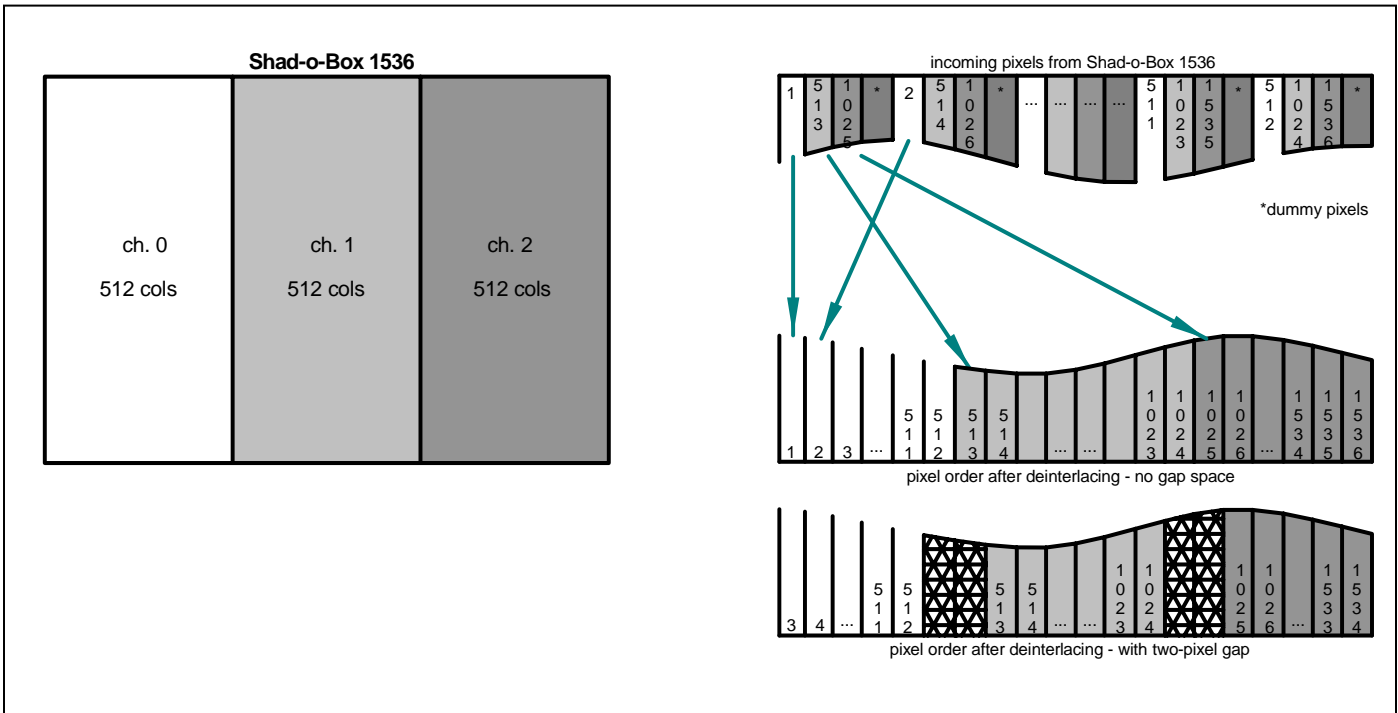 Shad-o-Box 1536
ch. 0
512 cols
ch. 1
512 cols
ch. 2
512 cols
incoming pixels from Shad-o-Box 1536
1 513 1025 * 2 514 1026 * ... ... ... ... 511 1023 1535 * 512 1024 1536 *
*dummy pixels
1 2 3 ... 511 512 513 514 ... ... 1023 1024 1025 1026 ... 1534 1535 1536
pixel order after deinterlacing - no gap space
3 4 ... 511 512 513 514 ... ... 1023 1024 1025 1026 ... 1533 1534
pixel order after deinterlacing - with two-pixel gap